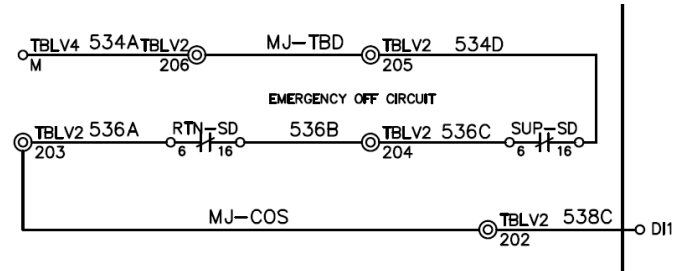 TBLV4 534A TBLV2 MJ-TBD TBLV2 534D
M 206 205
EMERGENCY OFF CIRCUIT
TBLV2 536A RTN-SD 536B TBLV2 536C SUP-SD
203 6 16 204 6 16
MJ-COS TBLV2 538C DI1
202